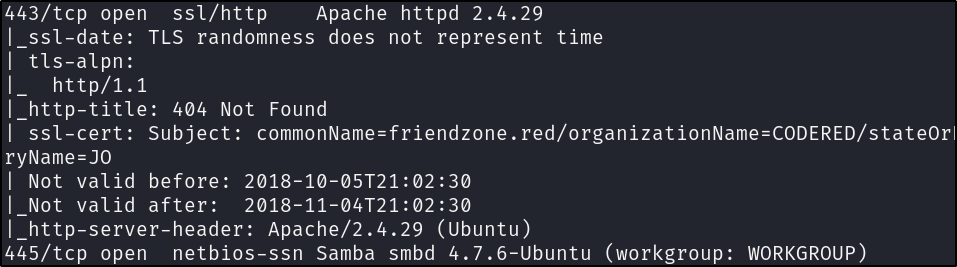 443/tcp open  ssl/http    Apache httpd 2.4.29
|_ssl-date: TLS randomness does not represent time
| tls-alpn:
|_  http/1.1
|_http-title: 404 Not Found
| ssl-cert: Subject: commonName=friendzone.red/organizationName=CODERED/stateOr
ryName=JO
| Not valid before: 2018-10-05T21:02:30
|_Not valid after:  2018-11-04T21:02:30
|_http-server-header: Apache/2.4.29 (Ubuntu)
445/tcp open  netbios-ssn Samba smbd 4.7.6-Ubuntu (workgroup: WORKGROUP)